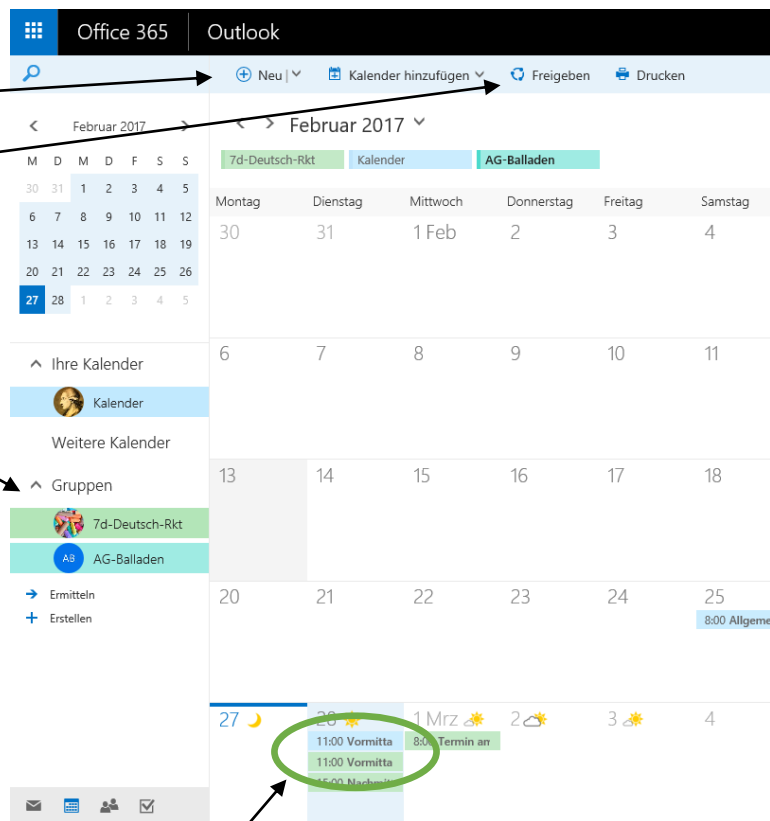 Office 365 Outlook
Neu Kalender hinzufügen Freigeben Drucken
Februar 2017
M D M D F S S
30 31 1 2 3 4 5
6 7 8 9 10 11 12
13 14 15 16 17 18 19
20 21 22 23 24 25 26
27 28 1 2 3 4 5
Ihre Kalender
Kalender
Weitere Kalender
Gruppen
7d-Deutsch-Rkt
AB AG-Balladen
Ermitteln
Erstellen
Februar 2017
7d-Deutsch-Rkt Kalender AG-Balladen
Montag Dienstag Mittwoch Donnerstag Freitag Samstag
30 31 1 Feb 2 3 4
6 7 8 9 10 11
13 14 15 16 17 18
20 21 22 23 24 25
8:00 Allgeme
27 28 1 Mrz 2 3 4
11:00 Vormitta 8:00 Termin am
11:00 Vormitta
15:00 Nachmitt